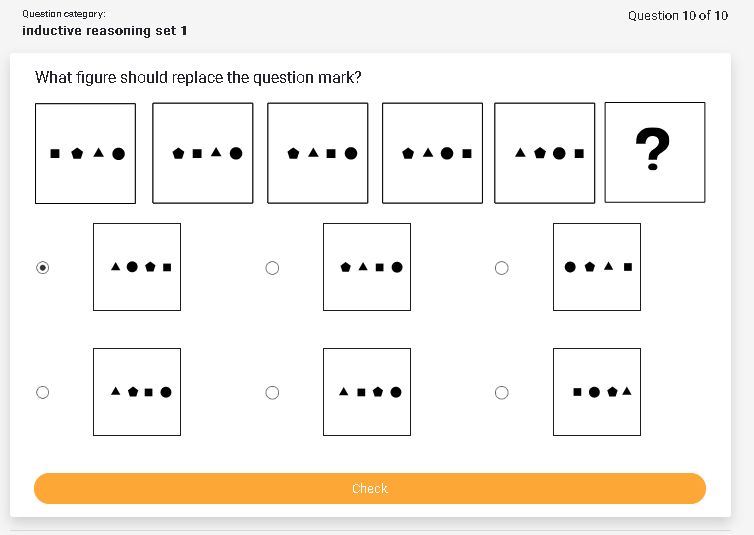 Question category:
Question 10 of 10
inductive reasoning set 1
What figure should replace the question mark?
?
Check